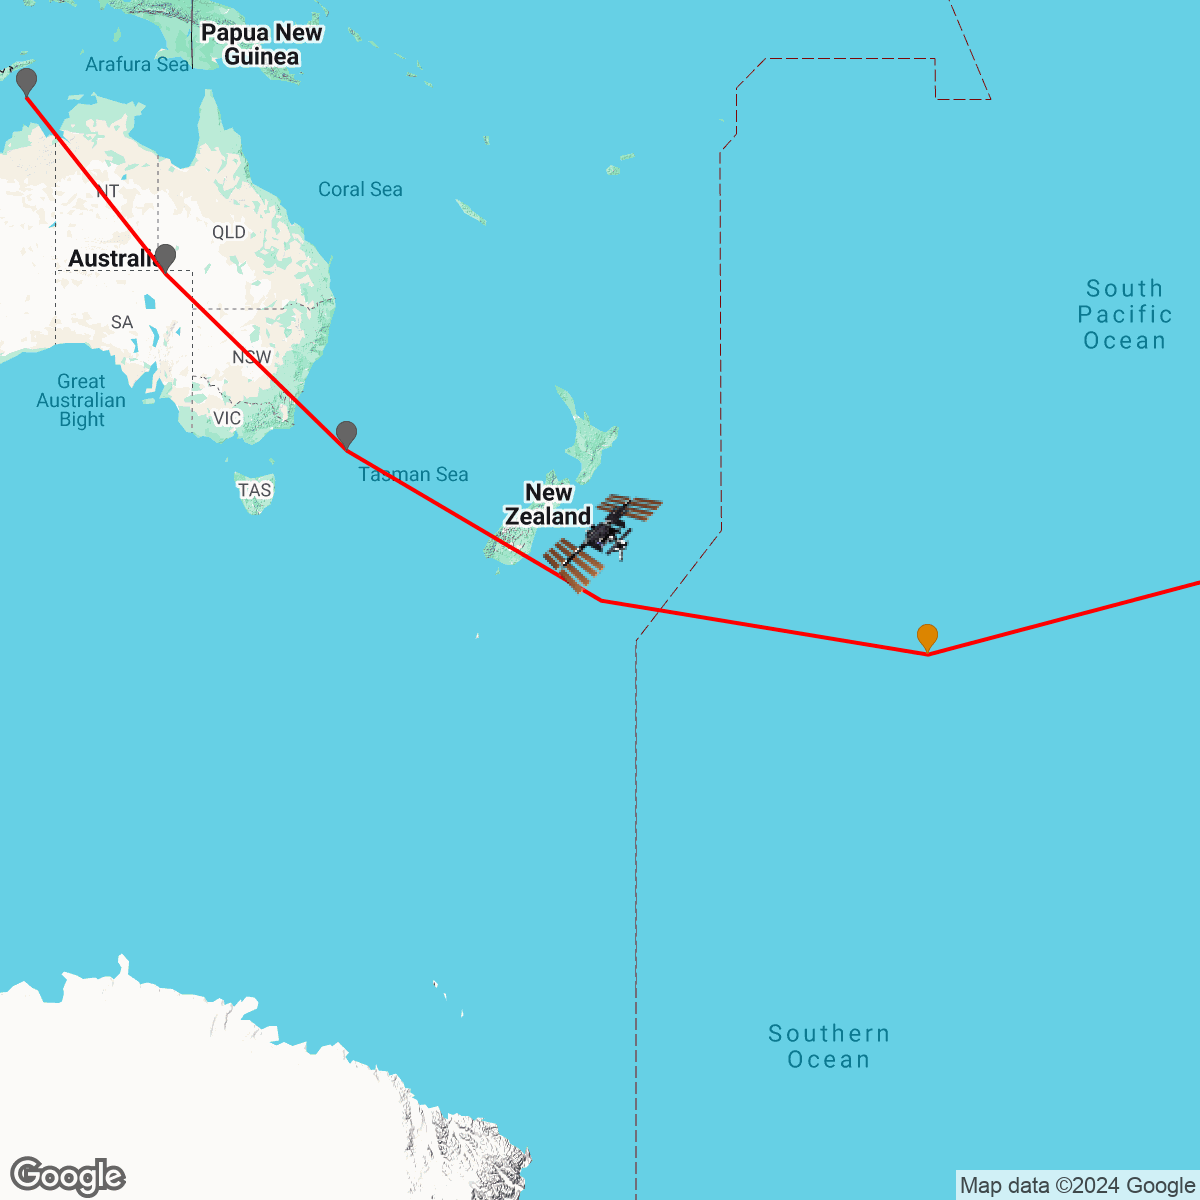 Papua New
Guinea
Arafura Sea
Coral Sea
NT
QLD
Australia
SA
NSW
Great
Australian
Bight
VIC
TAS
Tasman Sea
New
Zealand
South
Pacific
Ocean
Southern
Ocean
Google
Map data ©2024 Google